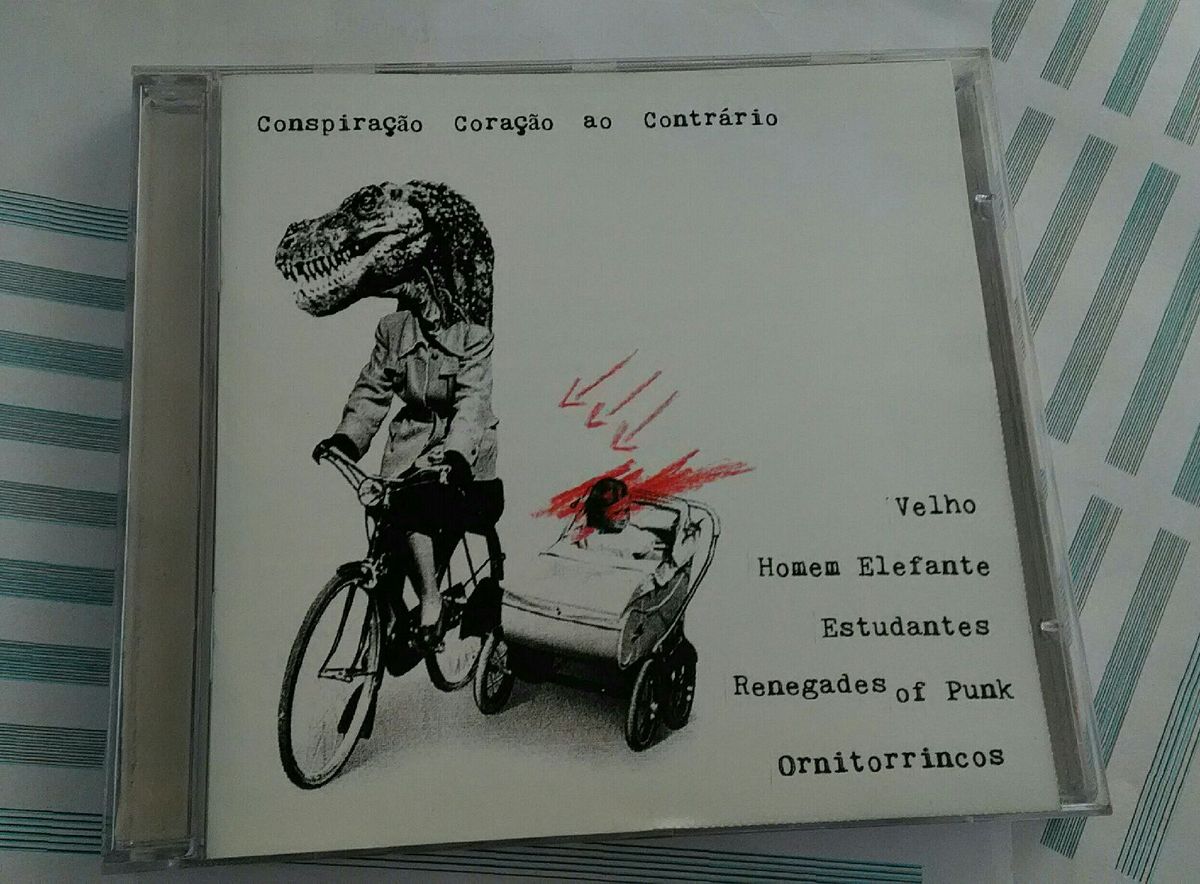 Conspiração Coração ao Contrário
Velho
Homem Elefante
Estudantes
Renegades of Punk
Ornitorrincos